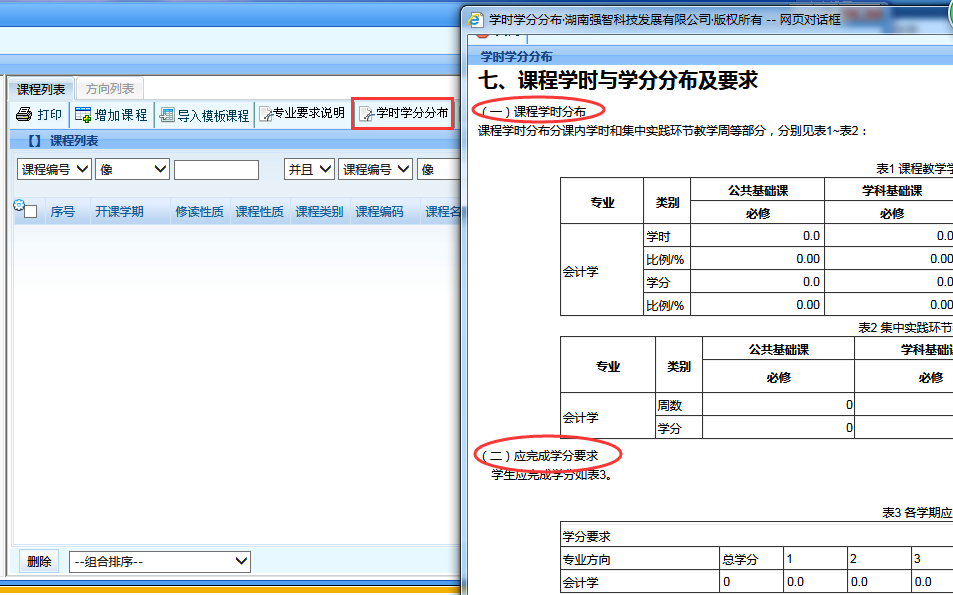 学时学分分布·湖南强智科技发展有限公司·版权所有 -- 网页对话框
课程列表 方向列表
打印 增加课程 导入模板课程 专业要求说明 学时学分分布
【】 课程列表
课程编号 像 并且 课程编号 像
序号 开课学期 修读性质 课程性质 课程类别 课程编码 课程名
删除 --组合排序--
学时学分分布
七、课程学时与学分分布及要求
（一）课程学时分布
课程学时分布分课内学时和集中实践环节教学周等部分，分别见表1~表2：
表1 课程教学学
专业 类别 公共基础课 学科基础课
必修 必修
会计学
学时 0.0 0.0
比例/% 0.00 0.00
学分 0.0 0.0
比例/% 0.00 0.00
表2 集中实践环节
专业 类别 公共基础课 学科基础
必修 必修
会计学
周数 0
学分 0
（二）应完成学分要求
学生应完成学分如表3。
表3 各学期应
学分要求
专业方向 总学分 1 2 3
会计学 0 0.0 0.0 0.0